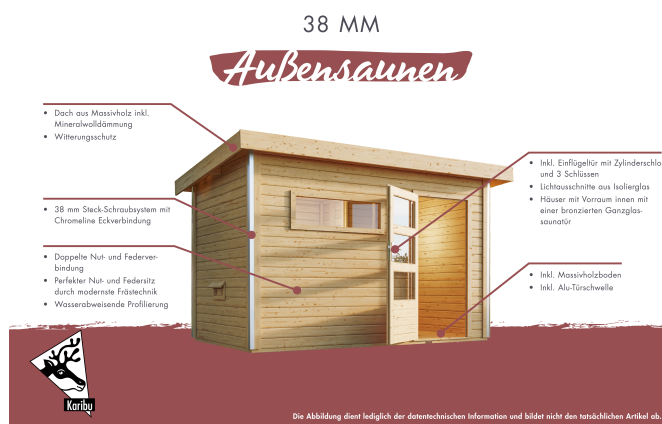 38 MM
Außensaunen
• Dach aus Massivholz inkl.
Mineralwolldämmung
• Witterungsschutz
• 38 mm Steck-Schraubsystem mit
Chromeline Eckverbindung
• Doppelte Nut- und Federver-
bindung
• Perfekter Nut- und Federsitz
durch modernste Frästechnik
• Wasserabweisende Profilierung
• Inkl. Einflügeltür mit Zylinderschlo
und 3 Schlüssen
• Lichtausschnitte aus Isolierglas
• Häuser mit Vorraum innen mit
einer bronzierten Ganzglas-
saunatür
• Inkl. Massivholzboden
• Inkl. Alu-Türschwelle
Karibu
Die Abbildung dient lediglich der datentechnischen Information und bildet nicht den tatsächlichen Artikel ab.